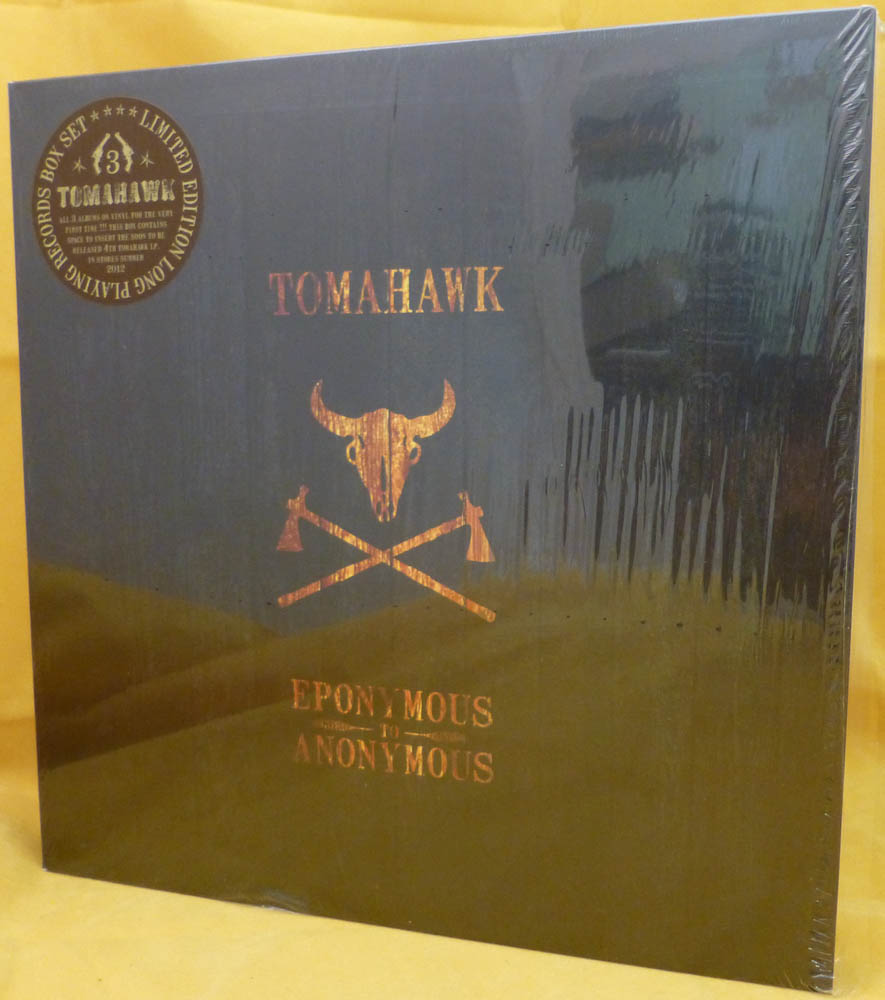 LIMITED EDITION LONG PLAYING RECORDS BOX SET
3
TOMAHAWK
ALL 3 ALBUMS ON VINYL FOR THE VERY
FIRST TIME !!! THIS BOX CONTAINS
SPACE TO INSERT THE SOON TO BE
RELEASED 4TH TOMAHAWK LP.
IN STORES SUMMER
2012
TOMAHAWK
EPONYMOUS
TO
ANONYMOUS